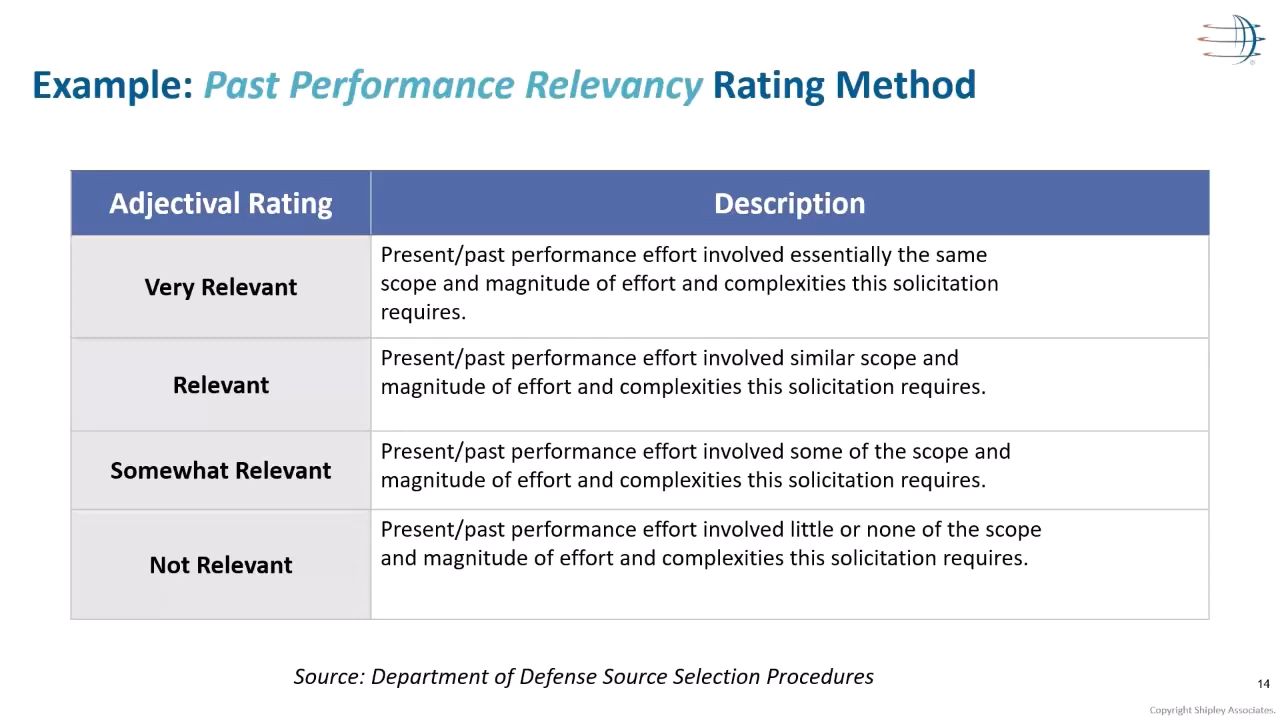 Example: Past Performance Relevancy Rating Method
Adjectival Rating
Description
Very Relevant
Present/past performance effort involved essentially the same
scope and magnitude of effort and complexities this solicitation
requires.
Relevant
Present/past performance effort involved similar scope and
magnitude of effort and complexities this solicitation requires.
Somewhat Relevant
Present/past performance effort involved some of the scope and
magnitude of effort and complexities this solicitation requires.
Not Relevant
Present/past performance effort involved little or none of the scope
and magnitude of effort and complexities this solicitation requires.
Source: Department of Defense Source Selection Procedures
14
Copyright Shipley Associates.